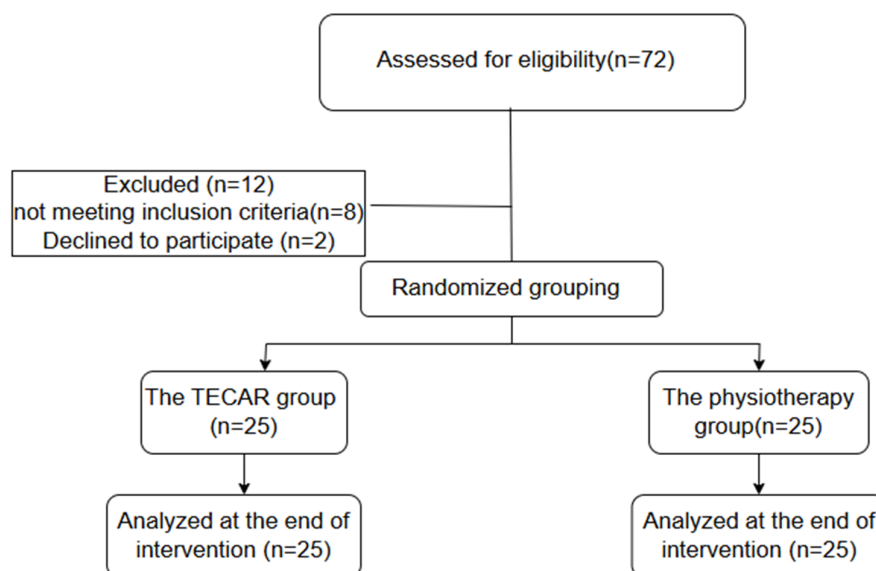 Assessed for eligibility(n=72)
Excluded (n=12)
not meeting inclusion criteria(n=8)
Declined to participate (n=2)
Randomized grouping
The TECAR group
(n=25)
The physiotherapy
group(n=25)
Analyzed at the end of
intervention (n=25)
Analyzed at the end of
intervention (n=25)